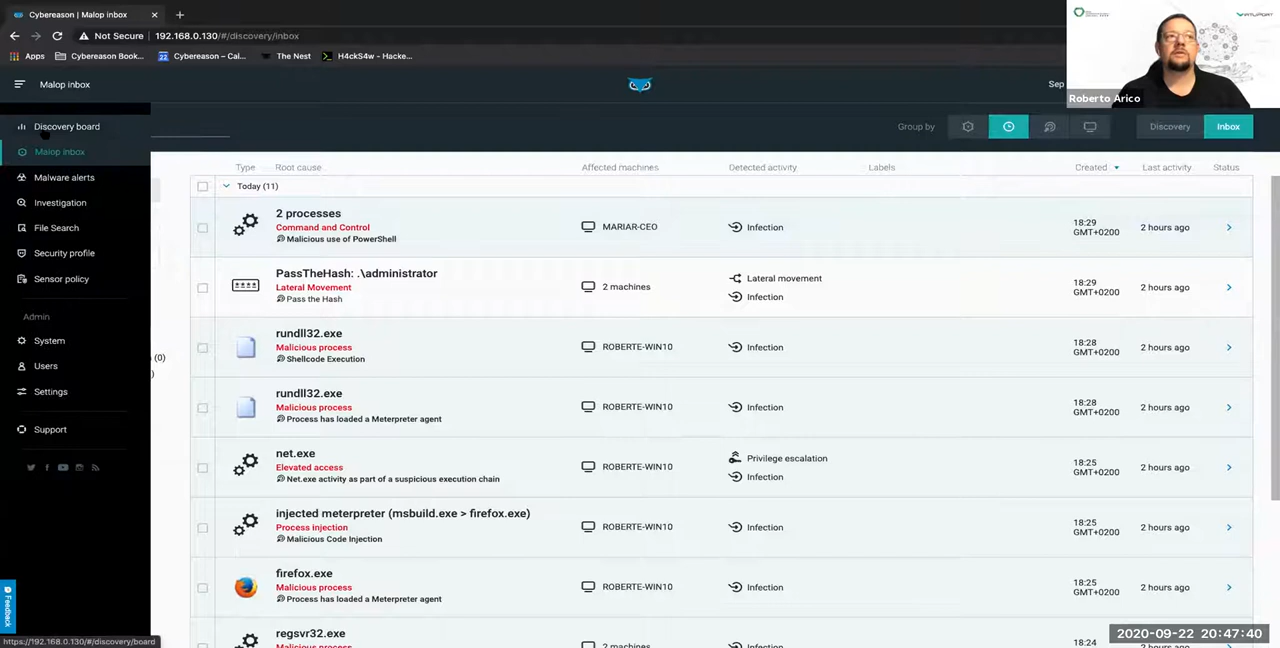 Cybereason | Malop inbox
Not Secure 192.168.0.130/#/discovery/inbox
Apps Cybereason Book... Cybereason – Cal... The Nest H4ckS4w – Hacke...
Malop inbox
Sep
Roberto Arico
Discovery board
Malop inbox
Malware alerts
Investigation
File Search
Security profile
Sensor policy
Admin
System
Users
Settings
Support
Feedback
https://192.168.0.130/#/discovery/board
(0)
)
Group by
Discovery Inbox
Type Root cause Affected machines Detected activity Labels Created Last activity Status
Today (11)
2 processes
Command and Control
Malicious use of PowerShell
MARIAR-CEO
Infection
18:29
GMT+0200
2 hours ago
PassTheHash: .\administrator
Lateral Movement
Pass the Hash
2 machines
Lateral movement
Infection
18:29
GMT+0200
2 hours ago
rundll32.exe
Malicious process
Shellcode Execution
ROBERTE-WIN10
Infection
18:28
GMT+0200
2 hours ago
rundll32.exe
Malicious process
Process has loaded a Meterpreter agent
ROBERTE-WIN10
Infection
18:28
GMT+0200
2 hours ago
net.exe
Elevated access
Net.exe activity as part of a suspicious execution chain
ROBERTE-WIN10
Privilege escalation
Infection
18:25
GMT+0200
2 hours ago
injected meterpreter (msbuild.exe > firefox.exe)
Process injection
Malicious Code Injection
ROBERTE-WIN10
Infection
18:25
GMT+0200
2 hours ago
firefox.exe
Malicious process
Process has loaded a Meterpreter agent
ROBERTE-WIN10
Infection
18:25
GMT+0200
2 hours ago
regsvr32.exe
Malicious process
2 machines
Infection
18:24
2020-09-22 20:47:40